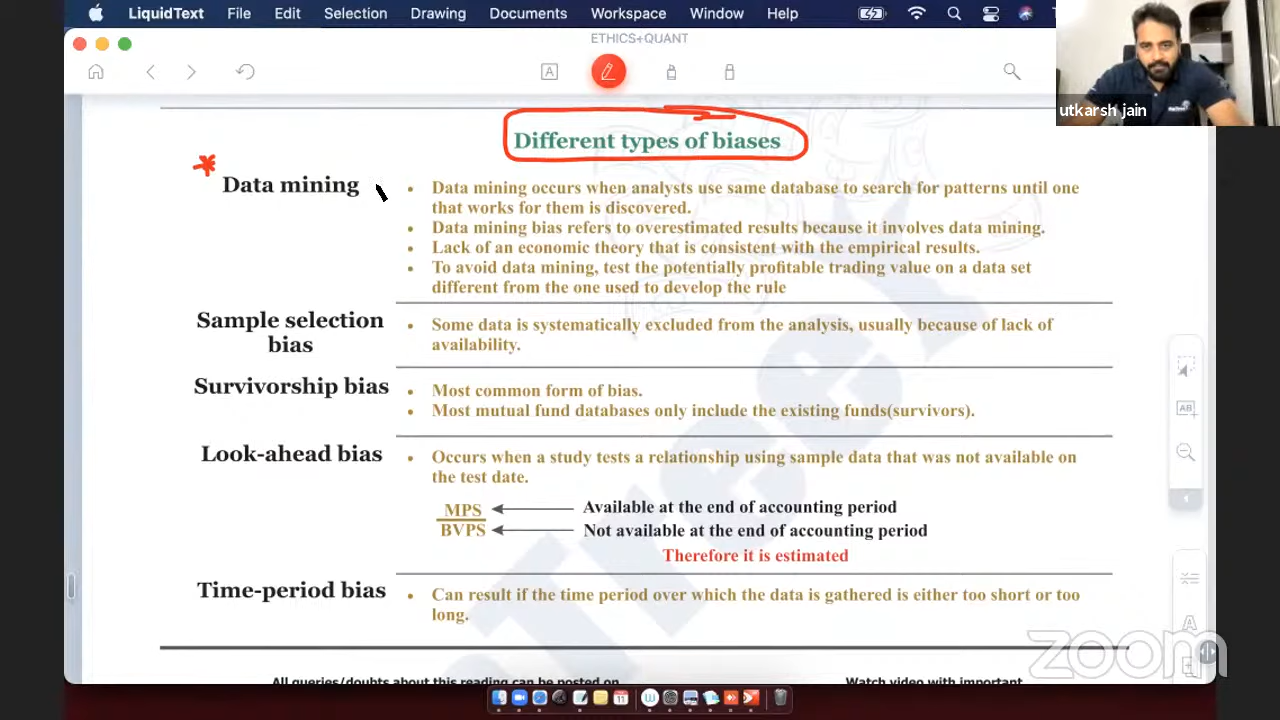 LiquidText File Edit Selection Drawing Documents Workspace Window Help
ETHICS+QUANT
utkarsh jain
Different types of biases
Data mining
• Data mining occurs when analysts use same database to search for patterns until one
that works for them is discovered.
• Data mining bias refers to overestimated results because it involves data mining.
• Lack of an economic theory that is consistent with the empirical results.
• To avoid data mining, test the potentially profitable trading value on a data set
different from the one used to develop the rule
Sample selection
bias
• Some data is systematically excluded from the analysis, usually because of lack of
availability.
Survivorship bias
• Most common form of bias.
• Most mutual fund databases only include the existing funds(survivors).
Look-ahead bias
• Occurs when a study tests a relationship using sample data that was not available on
the test date.
MPS Available at the end of accounting period
BVPS Not available at the end of accounting period
Therefore it is estimated
Time-period bias
• Can result if the time period over which the data is gathered is either too short or too
long.
All queries/doubts about this reading can be posted on
Watch video with important
zoom